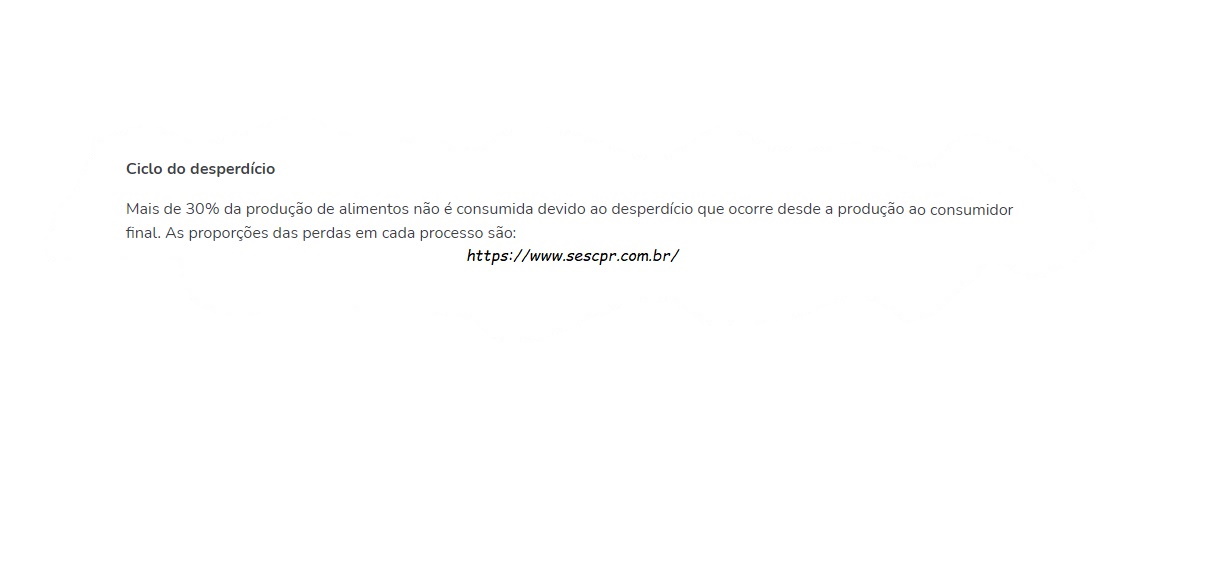 Ciclo do desperdício
Mais de 30% da produção de alimentos não é consumida devido ao desperdício que ocorre desde a produção ao consumidor
final. As proporções das perdas em cada processo são:
https://www.sescpr.com.br/